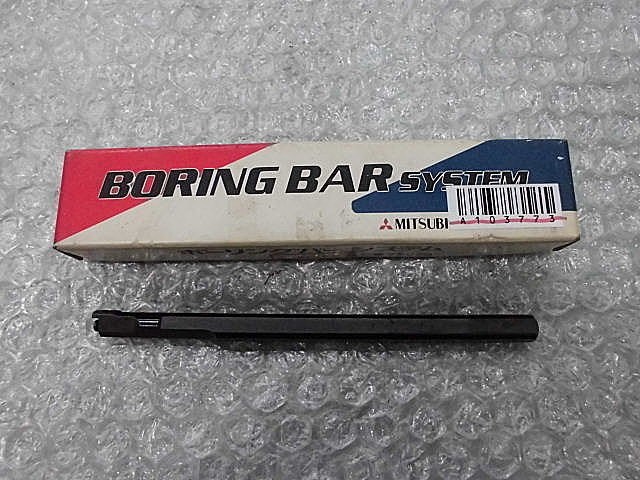 BORING BAR SYSTEM
MITSUBI
A103773